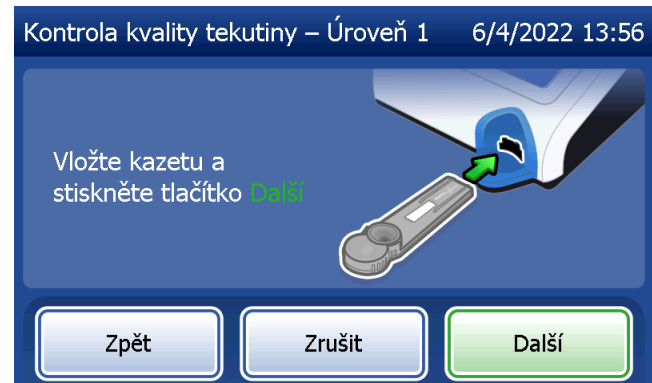 Kontrola kvality tekutiny – Úroveň 1 6/4/2022 13:56
Vložte kazetu a
stiskněte tlačítko Další
Zpět Zrušit Další